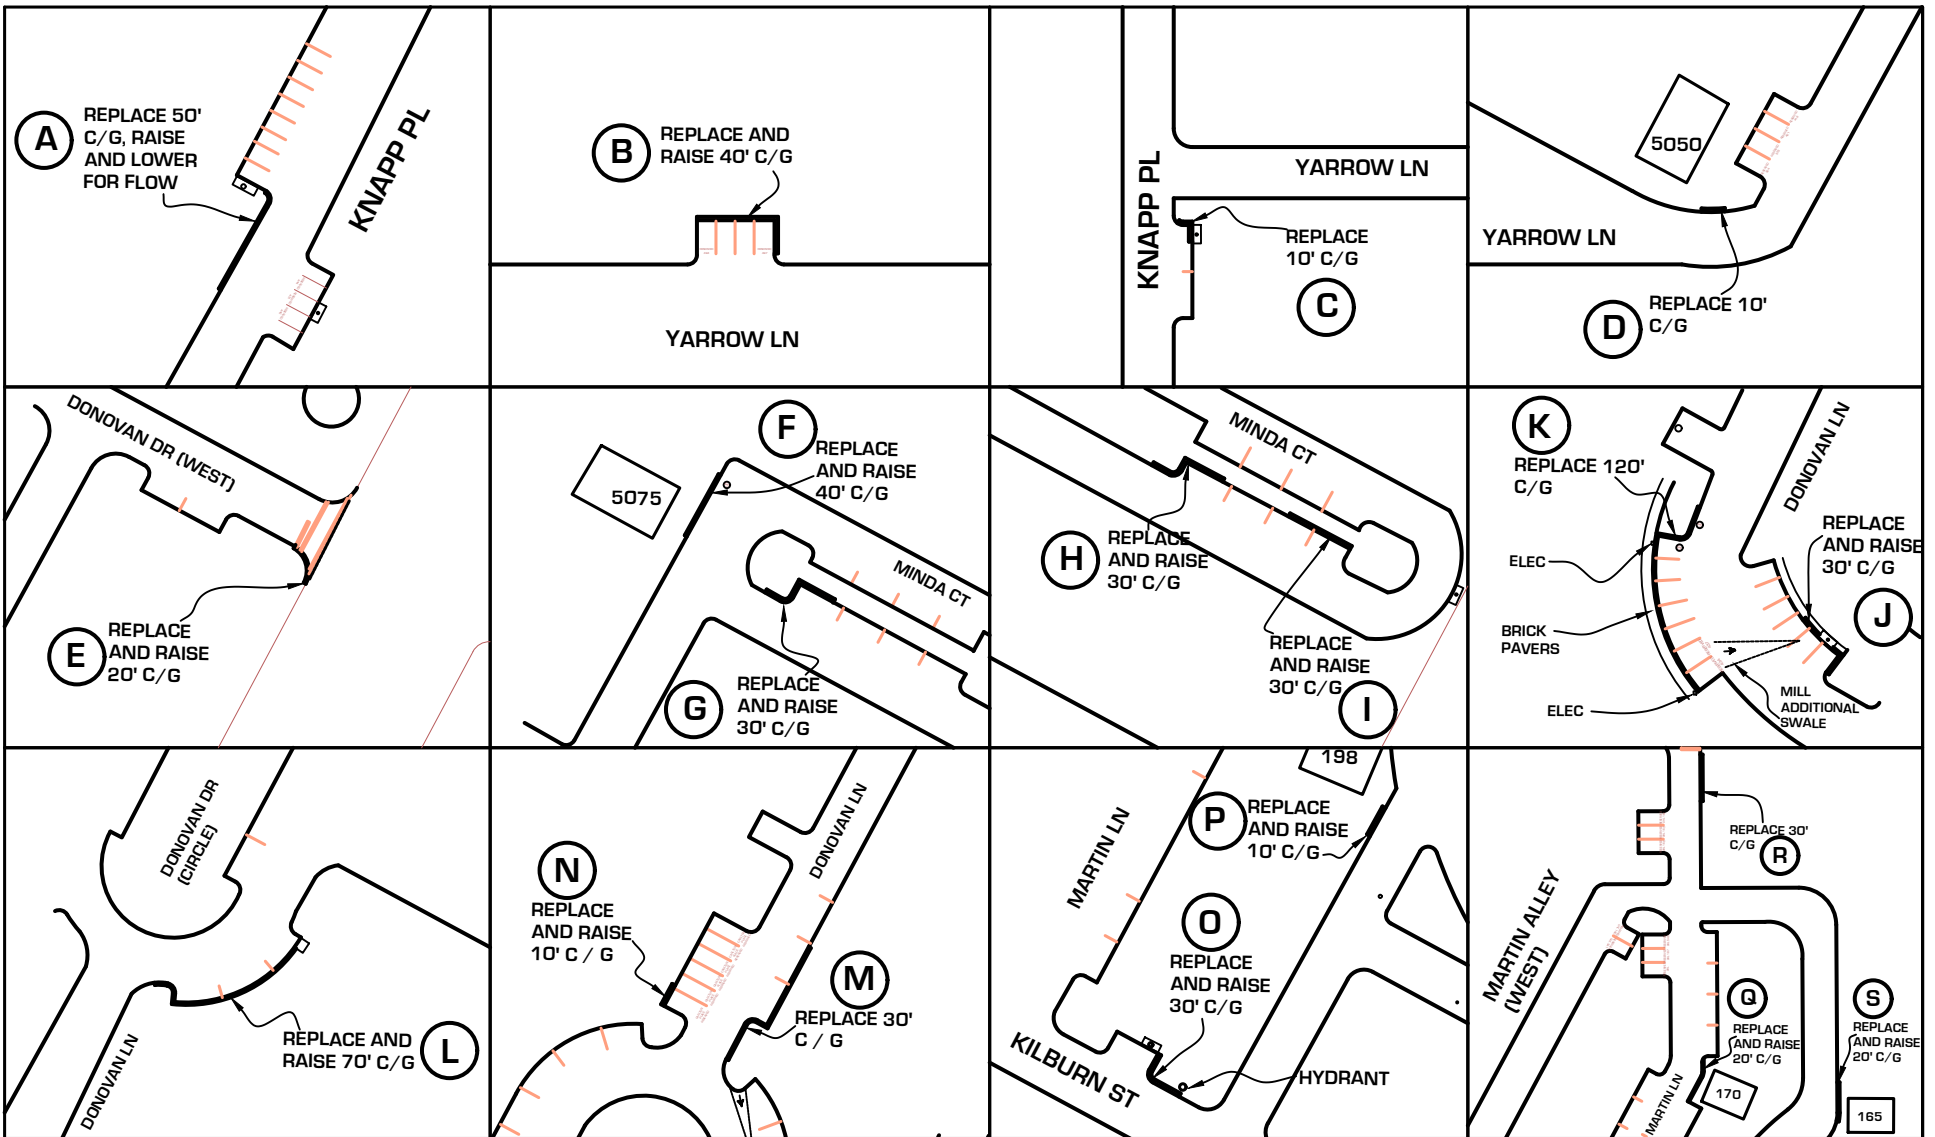 A
REPLACE 50'
C/G, RAISE
AND LOWER
FOR FLOW
KNAPP PL
B
REPLACE AND
RAISE 40' C/G
YARROW LN
KNAPP PL
YARROW LN
REPLACE
10' C/G
C
5050
YARROW LN
D
REPLACE 10'
C/G
DONOVAN DR (WEST)
E
REPLACE
AND RAISE
20' C/G
F
REPLACE
AND RAISE
40' C/G
5075
MINDA CT
G
REPLACE
AND RAISE
30' C/G
MINDA CT
H
REPLACE
AND RAISE
30' C/G
REPLACE
AND RAISE
30' C/G
I
K
REPLACE 120'
C/G
DONOVAN LN
REPLACE
AND RAISE
30' C/G
J
ELEC
BRICK
PAVERS
ELEC
MILL
ADDITIONAL
SWALE
DONOVAN DR
(CIRCLE)
REPLACE AND
RAISE 70' C/G
L
DONOVAN LN
N
REPLACE
AND RAISE
10' C / G
DONOVAN LN
M
REPLACE 30'
C / G
198
MARTIN LN
P
REPLACE
AND RAISE
10' C/G
O
REPLACE
AND RAISE
30' C/G
KILBURN ST
HYDRANT
REPLACE 30'
C/G
R
MARTIN ALLEY
(WEST)
Q
REPLACE
AND RAISE
20' C/G
S
REPLACE
AND RAISE
20' C/G
MARTIN LN
170
165